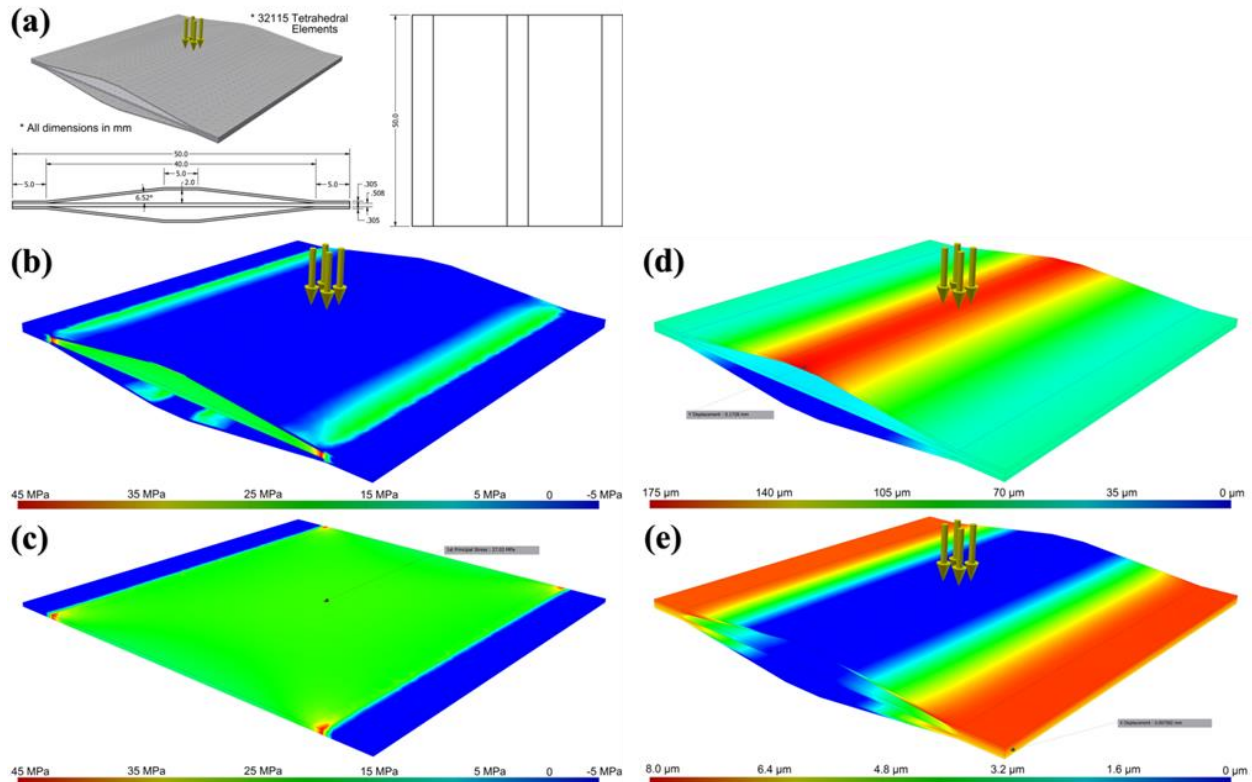 (a)
* 32115 Tetrahedral
Elements
* All dimensions in mm
50.0
40.0
5.0
5.0
2.0
5.0
6.52°
.305
.508
.305
50.0
(b)
45 MPa 35 MPa 25 MPa 15 MPa 5 MPa 0 -5 MPa
(c)
45 MPa 35 MPa 25 MPa 15 MPa 5 MPa 0 -5 MPa
(d)
175 µm 140 µm 105 µm 70 µm 35 µm 0 µm
(e)
8.0 µm 6.4 µm 4.8 µm 3.2 µm 1.6 µm 0 µm